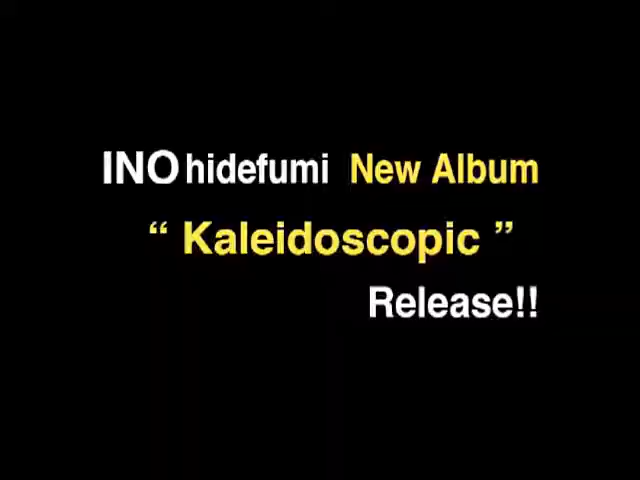 INO hidefumi New Album
“ Kaleidoscopic ”
Release!!